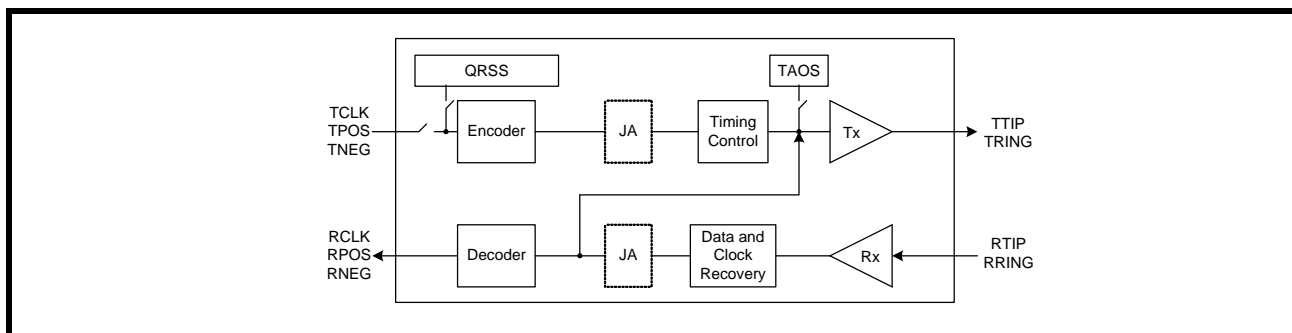 QRSS
TAOS
TCLK
TPOS
TNEG
Encoder
JA
Timing
Control
Tx
TTIP
TRING
RCLK
RPOS
RNEG
Decoder
JA
Data and
Clock
Recovery
Rx
RTIP
RRING